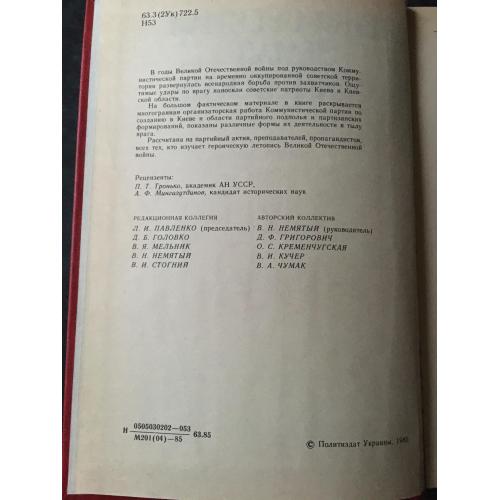 63.3(2Ук)722.5
Н53
В годы Великой Отечественной войны под руководством Комму-
нистической партии на временно оккупированной советской терри-
тории развернулась всенародная борьба против захватчиков. Ощу-
тимые удары по врагу наносили советские патриоты Киева и Киев-
ской области.
На большом фактическом материале в книге раскрывается
многогранная организаторская работа Коммунистической партии по
созданию в Киеве и области партийного подполья и партизанских
формирований, показаны различные формы их деятельности в тылу
врага.
Рассчитана на партийный актив, преподавателей, пропагандистов,
всех тех, кто изучает героическую летопись Великой Отечественной
войны.
Рецензенты:
П. Т. Тронько, академик АН УССР,
А. Ф. Мингазутдинов, кандидат исторических наук
РЕДАКЦИОННАЯ КОЛЛЕГИЯ
Л. И. ПАВЛЕНКО (председатель)
Д. Б. ГОЛОВКО
В. Я. МЕЛЬНИК
В. Н. НЕМЯТЫЙ
В. И. СТОГНИЙ
АВТОРСКИЙ КОЛЛЕКТИВ
В. Н. НЕМЯТЫЙ (руководитель)
Д. Ф. ГРИГОРОВИЧ
О. С. КРЕМЕНЧУГСКАЯ
В. И. КУЧЕР
В. А. ЧУМАК
Н 0505030202—053
М201(04)—85 63.85
© Политиздат Украины, 1985